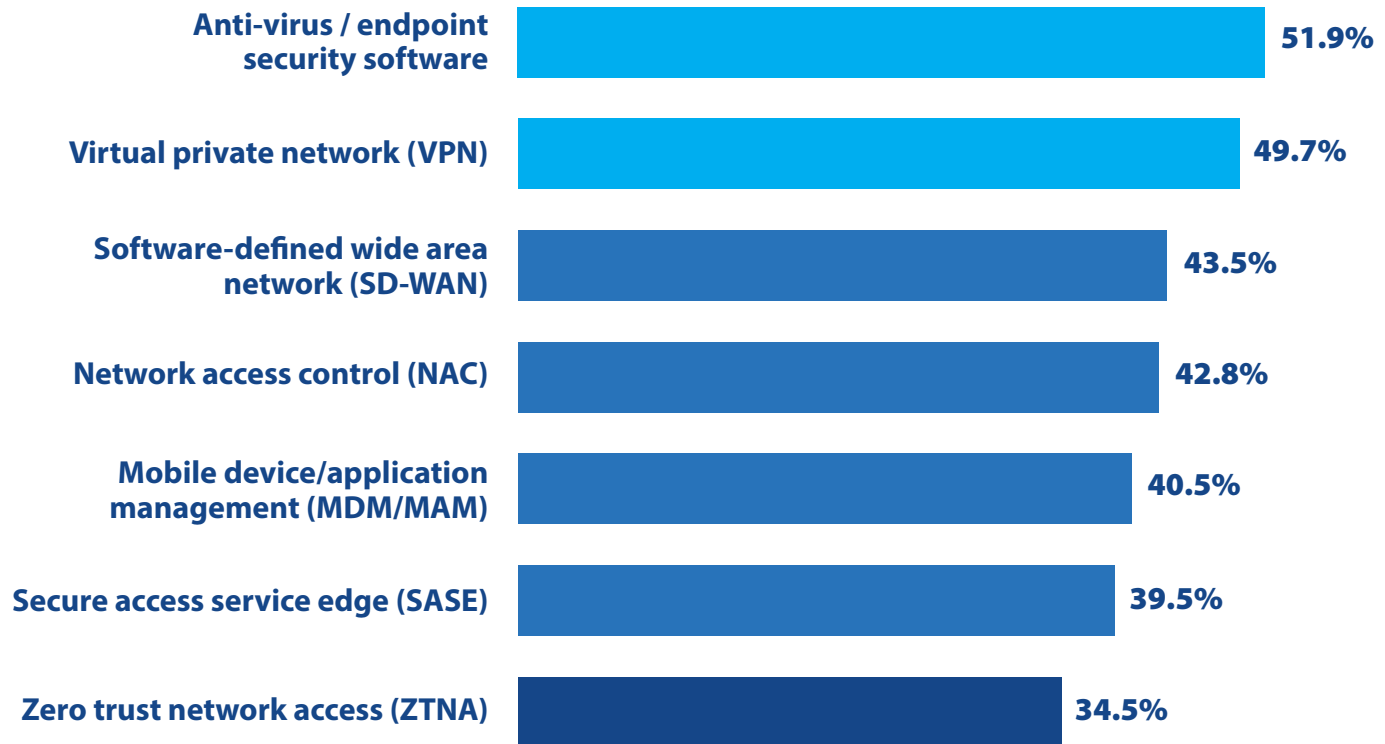 Anti-virus / endpoint
security software
51.9%
Virtual private network (VPN)
49.7%
Software-defined wide area
network (SD-WAN)
43.5%
Network access control (NAC)
42.8%
Mobile device/application
management (MDM/MAM)
40.5%
Secure access service edge (SASE)
39.5%
Zero trust network access (ZTNA)
34.5%